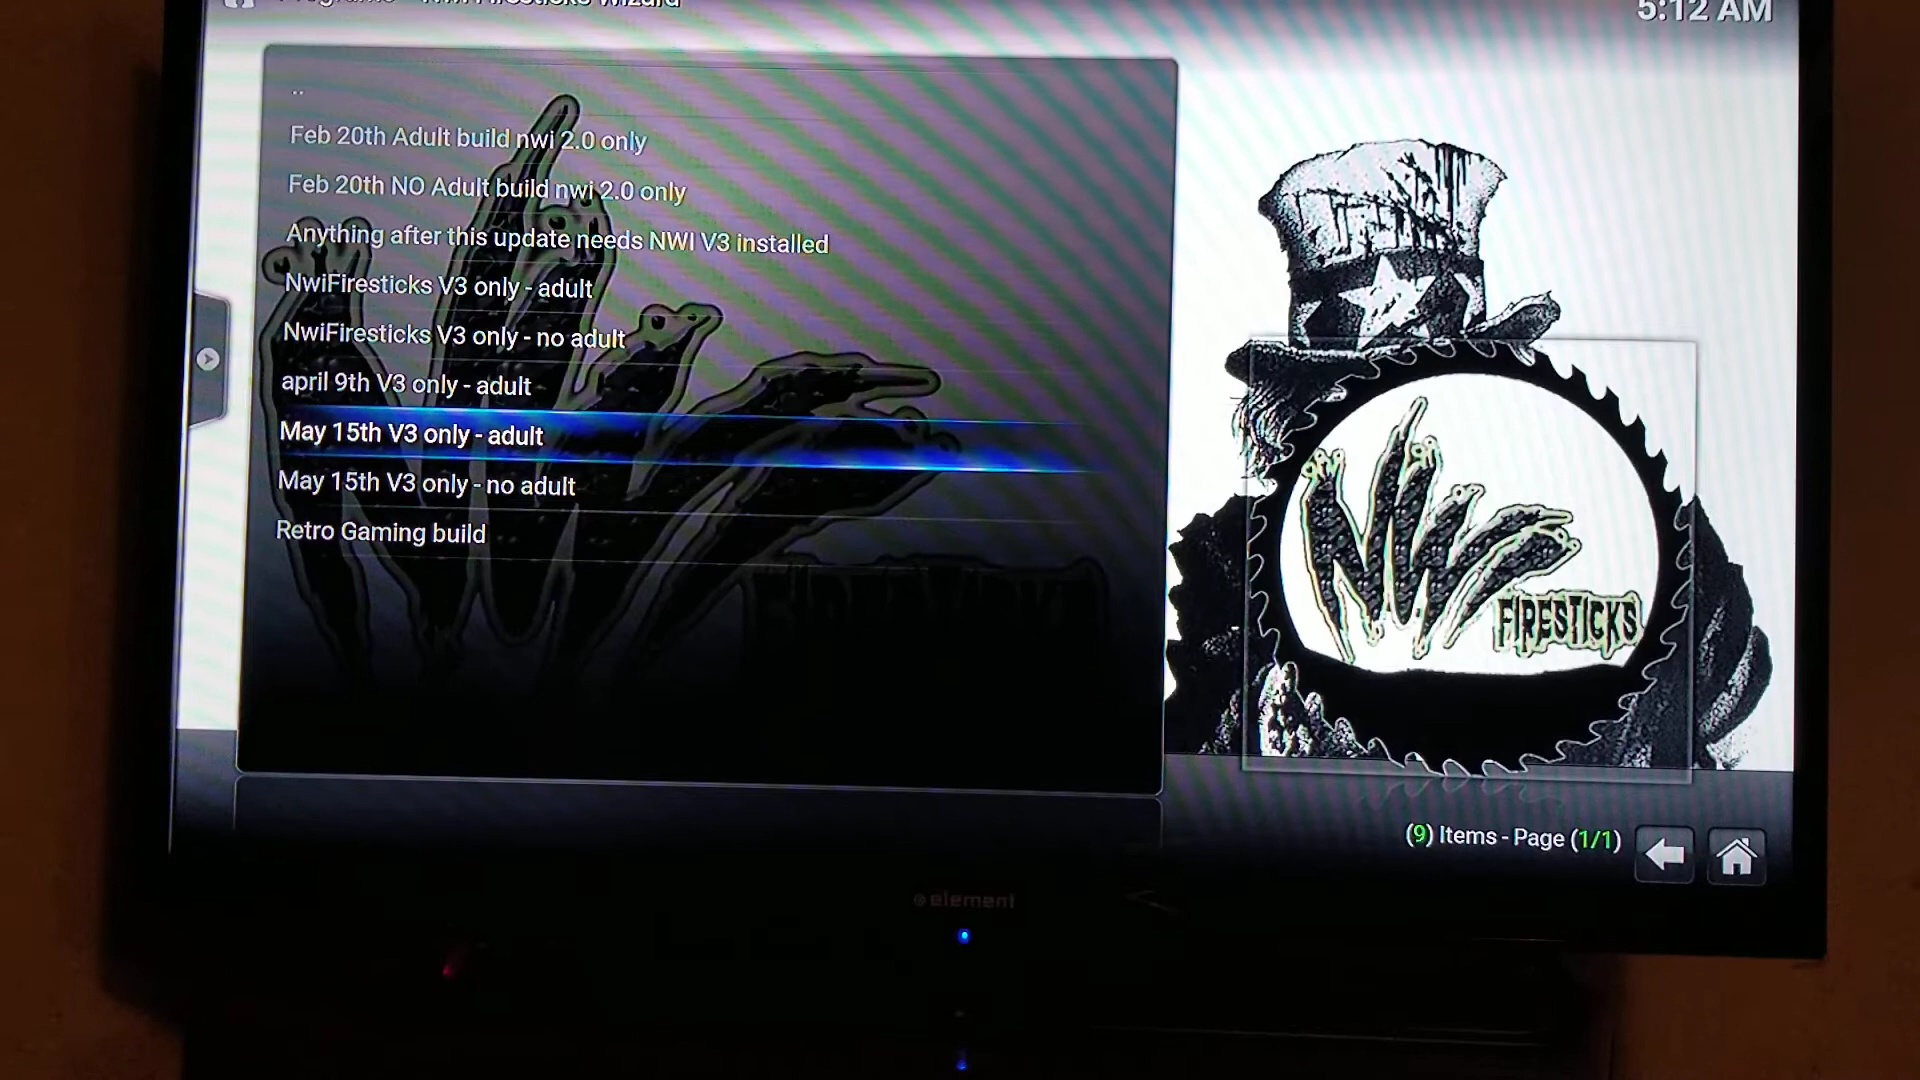 5:12 AM
..
Feb 20th Adult build nwi 2.0 only
Feb 20th NO Adult build nwi 2.0 only
Anything after this update needs NWI V3 installed
NwiFiresticks V3 only - adult
NwiFiresticks V3 only - no adult
april 9th V3 only - adult
May 15th V3 only - adult
May 15th V3 only - no adult
Retro Gaming build
NWI
FIRESTICKS
(9) Items - Page (1/1)
element